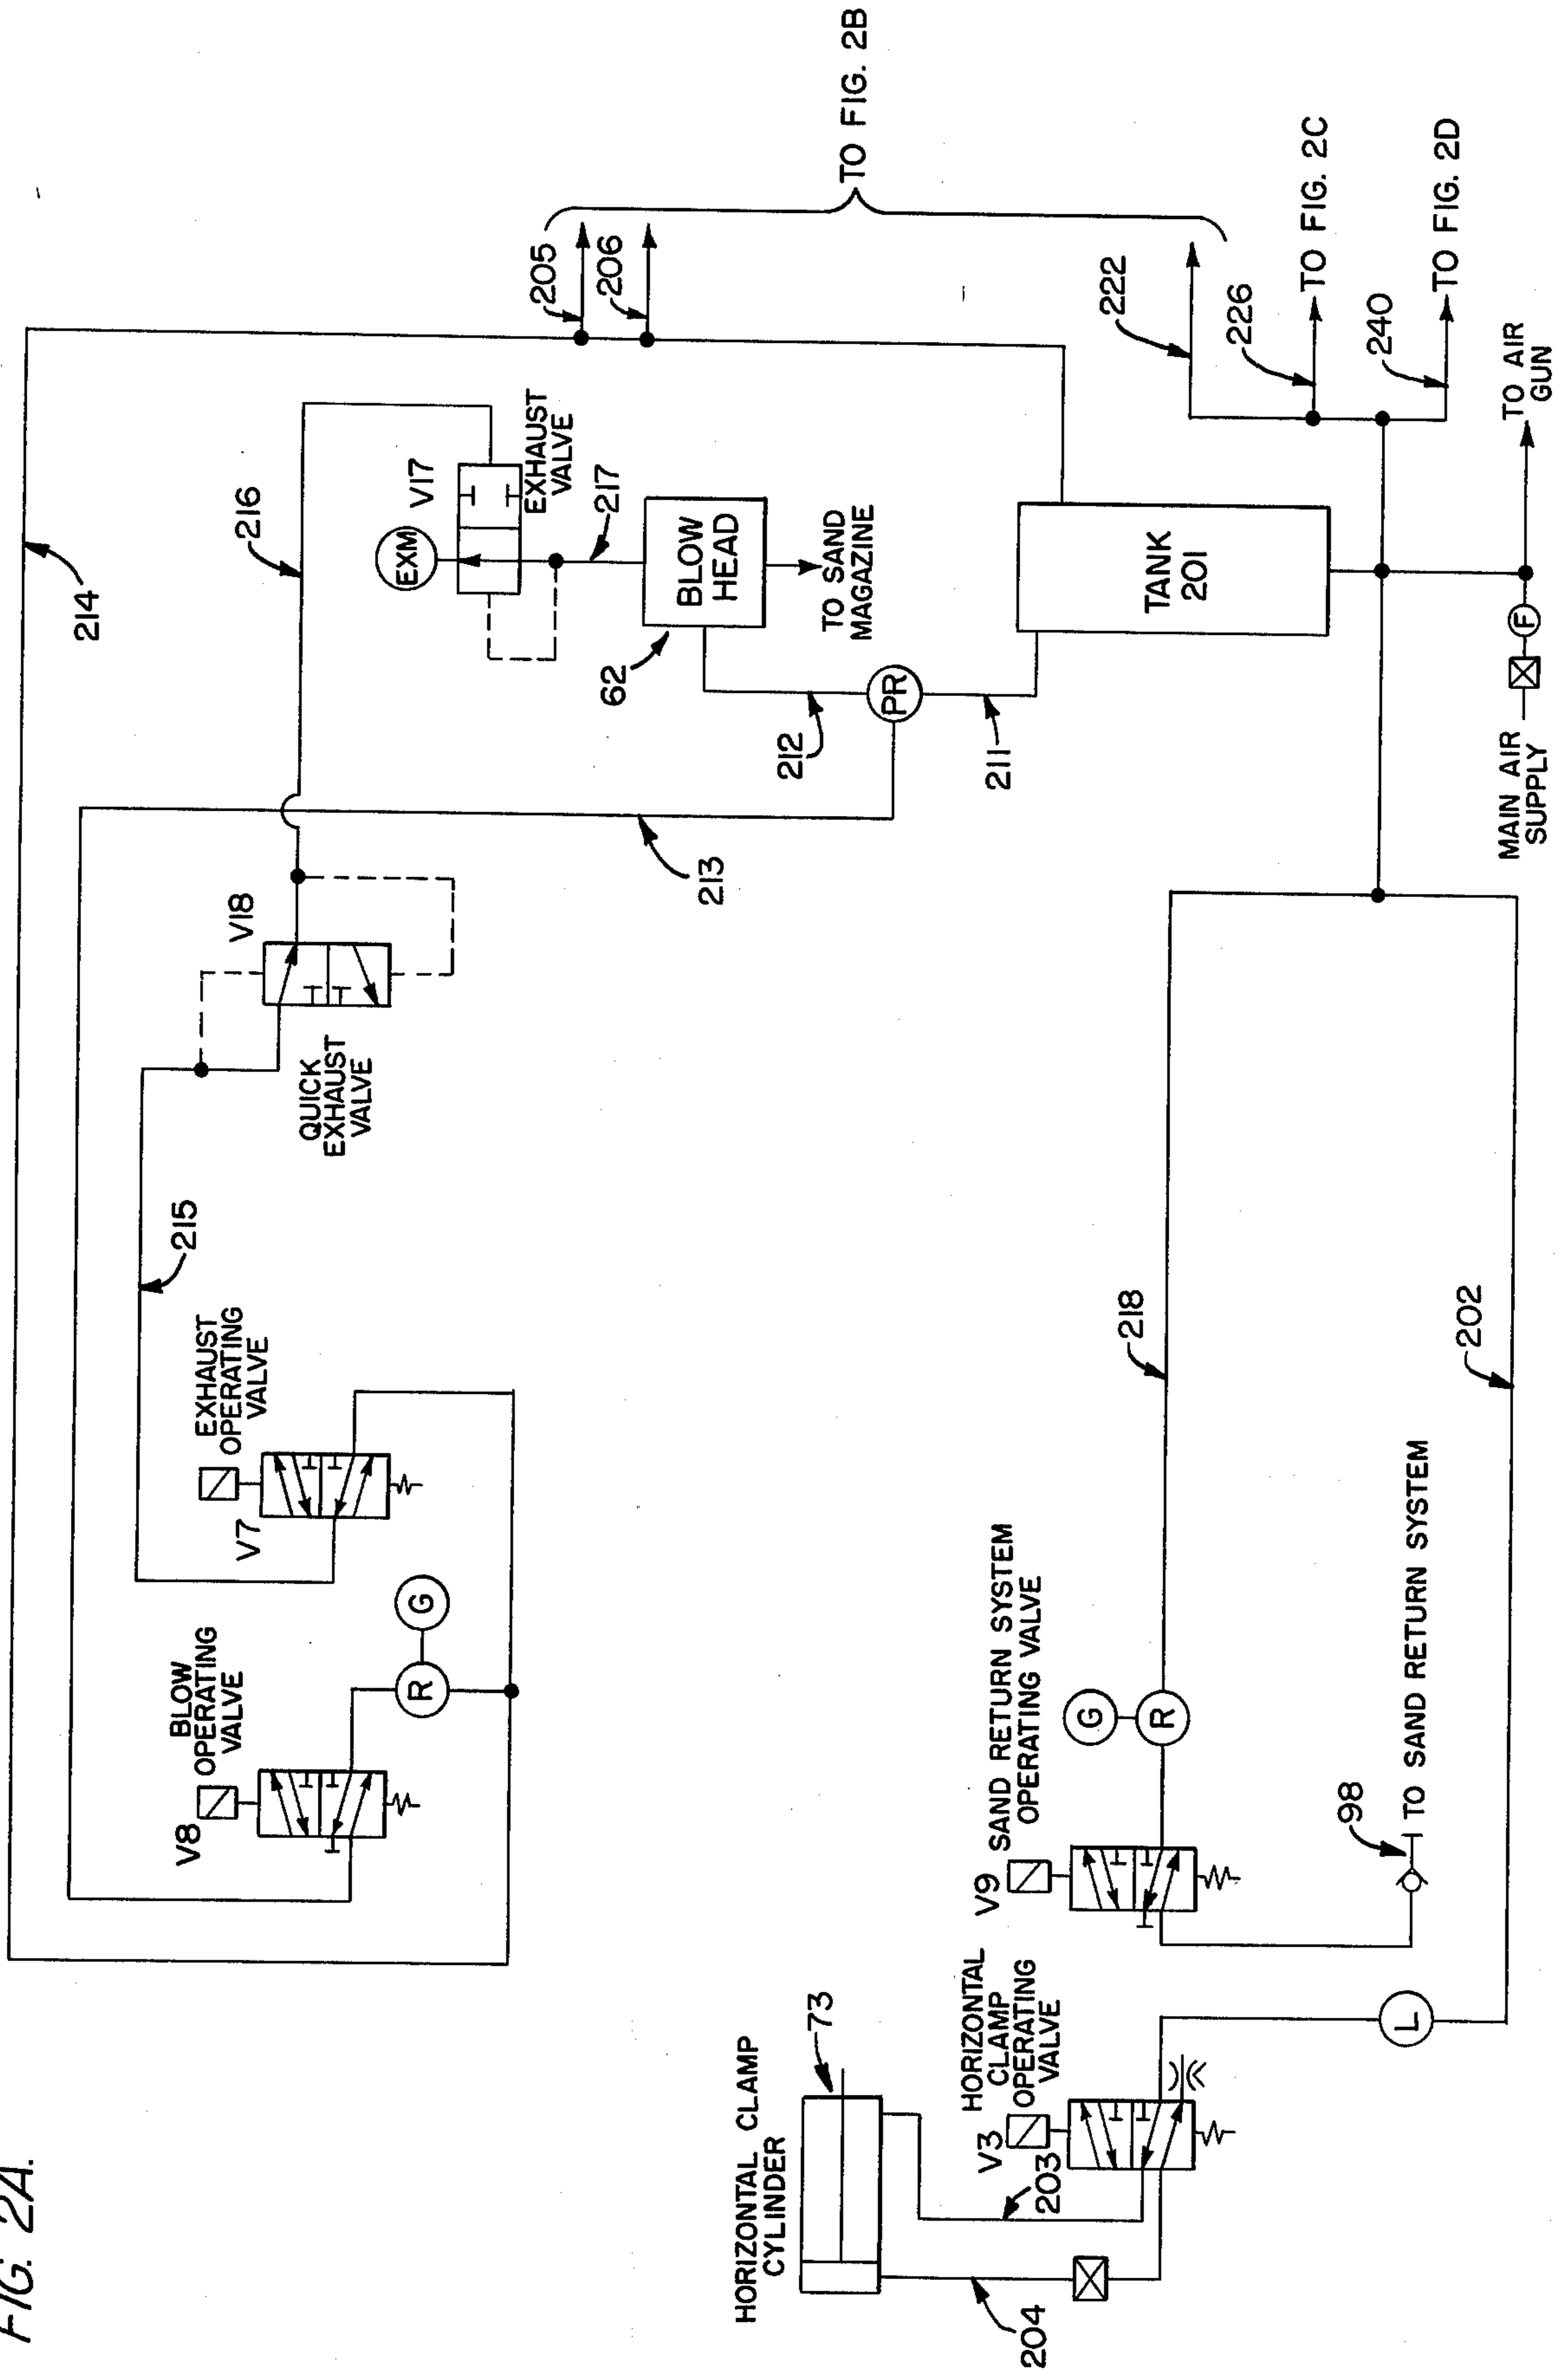 FIG. 2A.
214
216
V17
EXM
EXHAUST
VALVE
217
BLOW
HEAD
62
TO SAND
MAGAZINE
205
206
TO FIG. 2B
222
226
TO FIG. 2C
240
TO FIG. 2D
TO AIR
GUN
TANK
201
PR
212
211
213
F
MAIN AIR
SUPPLY
V18
QUICK
EXHAUST
VALVE
215
EXHAUST
OPERATING
VALVE
V7
G
R
BLOW
OPERATING
VALVE
V8
218
202
SAND RETURN SYSTEM
OPERATING VALVE
V9
G
R
98
TO SAND RETURN SYSTEM
HORIZONTAL
CLAMP
OPERATING
VALVE
V3
L
73
HORIZONTAL CLAMP
CYLINDER
203
204